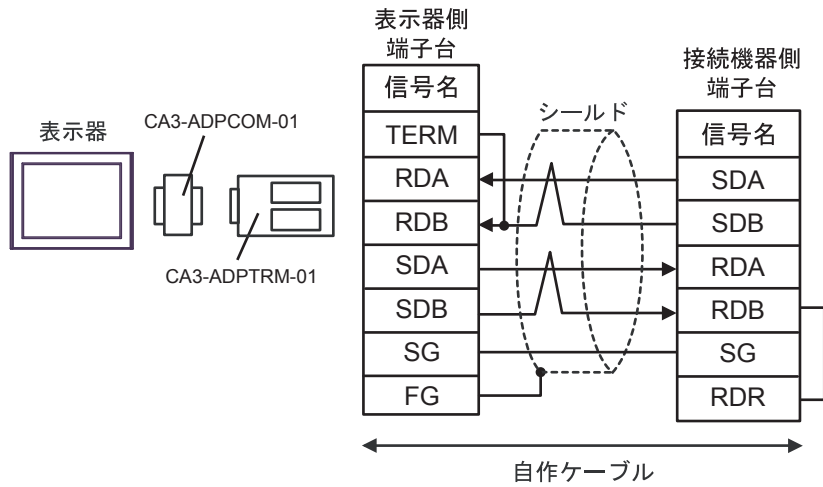 表示器
CA3-ADPCOM-01
CA3-ADPTRM-01
表示器側
端子台
信号名
TERM
RDA
RDB
SDA
SDB
SG
FG
シールド
接続機器側
端子台
信号名
SDA
SDB
RDA
RDB
SG
RDR
自作ケーブル